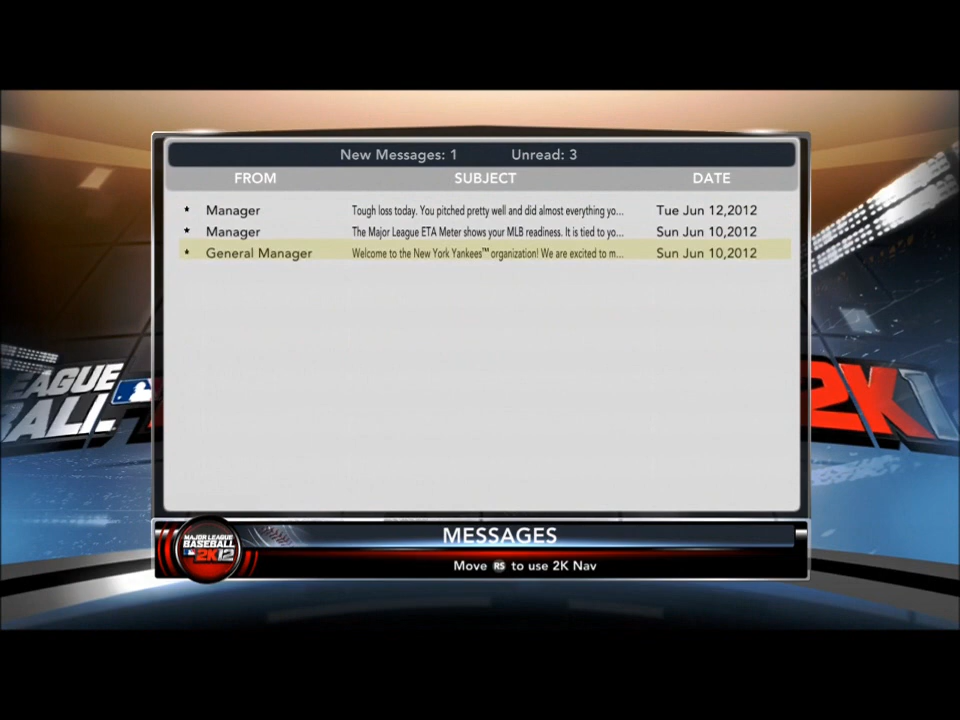 New Messages: 1 Unread: 3
FROM SUBJECT DATE
* Manager Tough loss today. You pitched pretty well and did almost everything yo... Tue Jun 12,2012
* Manager The Major League ETA Meter shows your MLB readiness. It is tied to yo... Sun Jun 10,2012
* General Manager Welcome to the New York Yankees™ organization! We are excited to m... Sun Jun 10,2012
EAGUE
BALL
2K1
MESSAGES
MAJOR LEAGUE
BASEBALL
2K12
Move RS to use 2K Nav